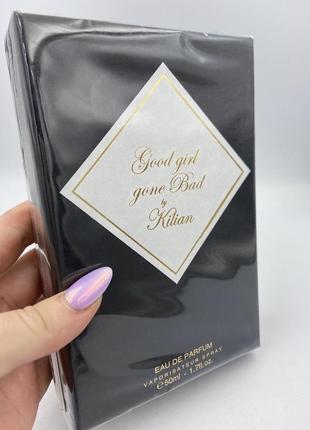 Good girl
gone Bad
by
Kilian
EAU DE PARFUM
VAPORISATEUR SPRAY
℮50ml - 1.7fl.oz.